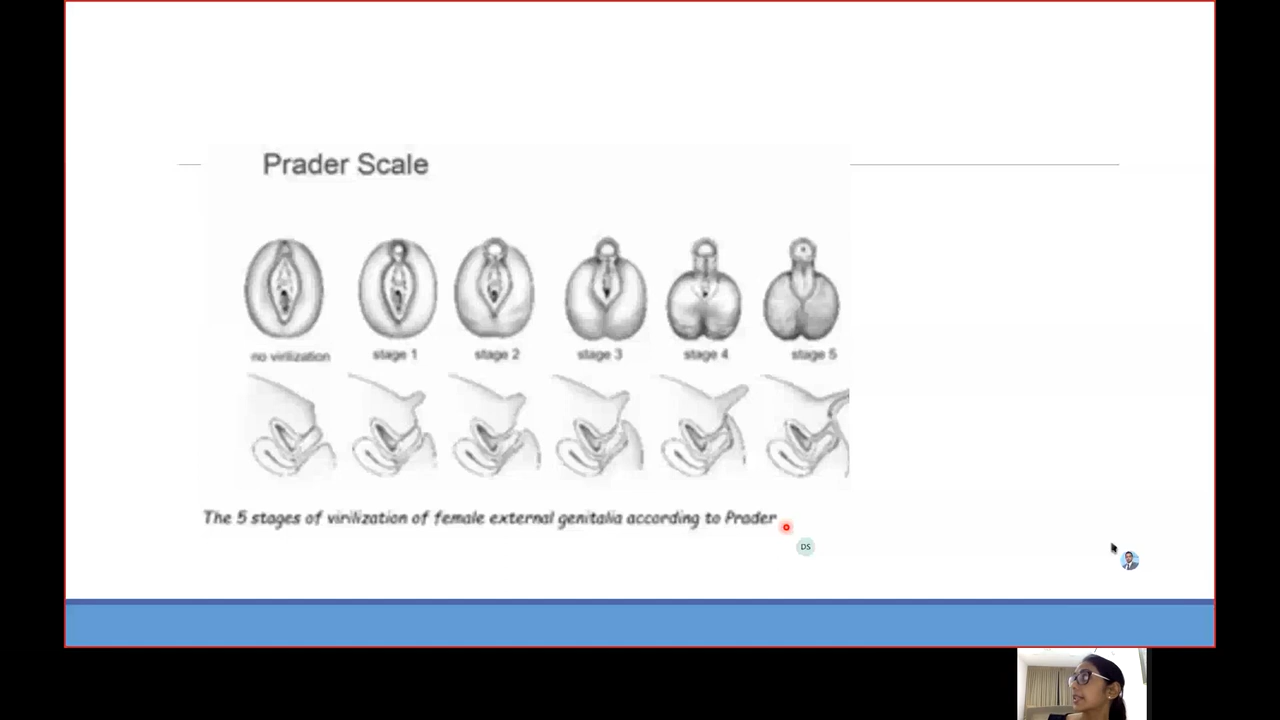 Prader Scale
no virilization stage 1 stage 2 stage 3 stage 4 stage 5
The 5 stages of virilization of female external genitalia according to Prader
DS